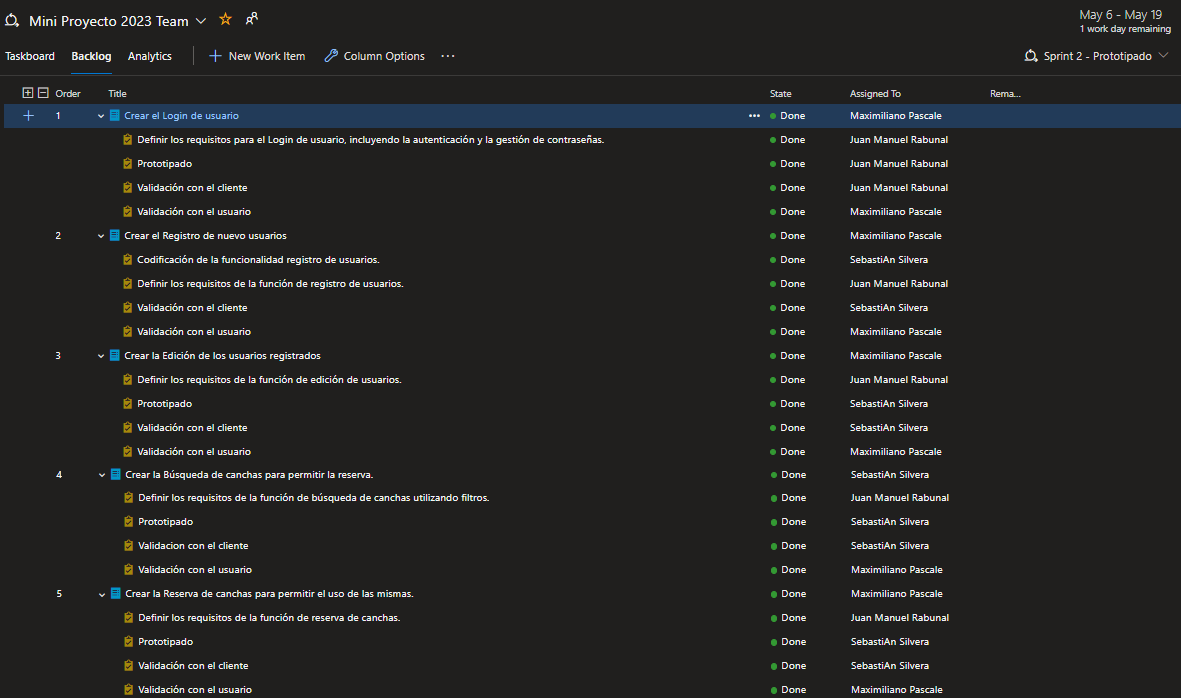 Mini Proyecto 2023 Team
May 6 - May 19
1 work day remaining
Taskboard Backlog Analytics New Work Item Column Options ... Sprint 2 - Prototipado
Order Title State Assigned To Rema...
1 Crear el Login de usuario ... Done Maximiliano Pascale
Definir los requisitos para el Login de usuario, incluyendo la autenticación y la gestión de contraseñas. Done Juan Manuel Rabunal
Prototipado Done Juan Manuel Rabunal
Validación con el cliente Done Juan Manuel Rabunal
Validación con el usuario Done Maximiliano Pascale
2 Crear el Registro de nuevo usuarios Done Maximiliano Pascale
Codificación de la funcionalidad registro de usuarios. Done SebastiAn Silvera
Definir los requisitos de la función de registro de usuarios. Done Juan Manuel Rabunal
Validación con el cliente Done SebastiAn Silvera
Validación con el usuario Done Maximiliano Pascale
3 Crear la Edición de los usuarios registrados Done Maximiliano Pascale
Definir los requisitos de la función de edición de usuarios. Done Juan Manuel Rabunal
Prototipado Done SebastiAn Silvera
Validación con el cliente Done SebastiAn Silvera
Validación con el usuario Done Maximiliano Pascale
4 Crear la Búsqueda de canchas para permitir la reserva. Done SebastiAn Silvera
Definir los requisitos de la función de búsqueda de canchas utilizando filtros. Done Juan Manuel Rabunal
Prototipado Done SebastiAn Silvera
Validacion con el cliente Done SebastiAn Silvera
Validación con el usuario Done Maximiliano Pascale
5 Crear la Reserva de canchas para permitir el uso de las mismas. Done Maximiliano Pascale
Definir los requisitos de la función de reserva de canchas. Done Juan Manuel Rabunal
Prototipado Done SebastiAn Silvera
Validación con el cliente Done SebastiAn Silvera
Validación con el usuario Done Maximiliano Pascale